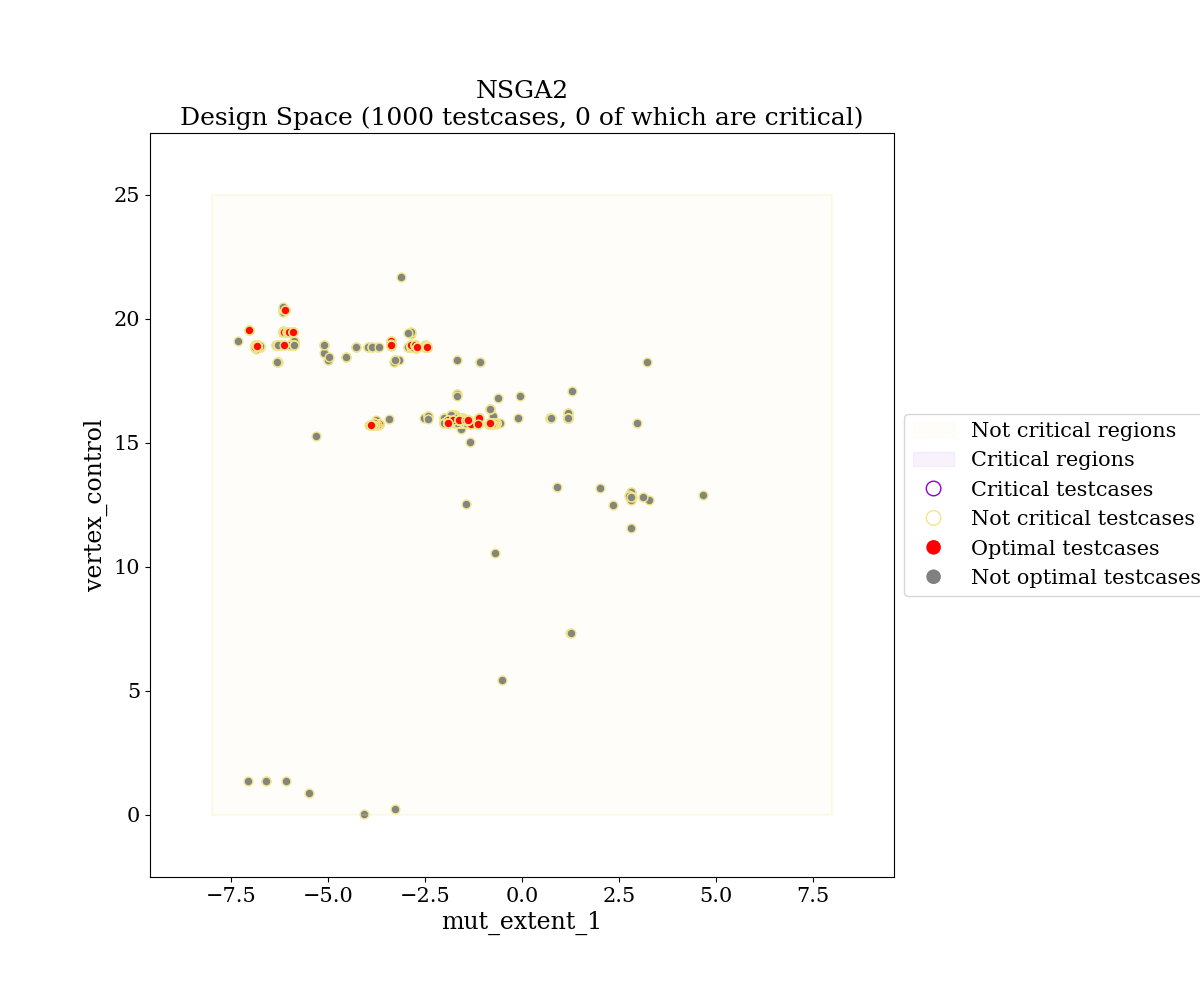 NSGA2
Design Space (1000 testcases, 0 of which are critical)
25
20
15
10
5
0
vertex_control
−7.5
−5.0
−2.5
0.0
2.5
5.0
7.5
mut_extent_1
Not critical regions
Critical regions
Critical testcases
Not critical testcases
Optimal testcases
Not optimal testcases